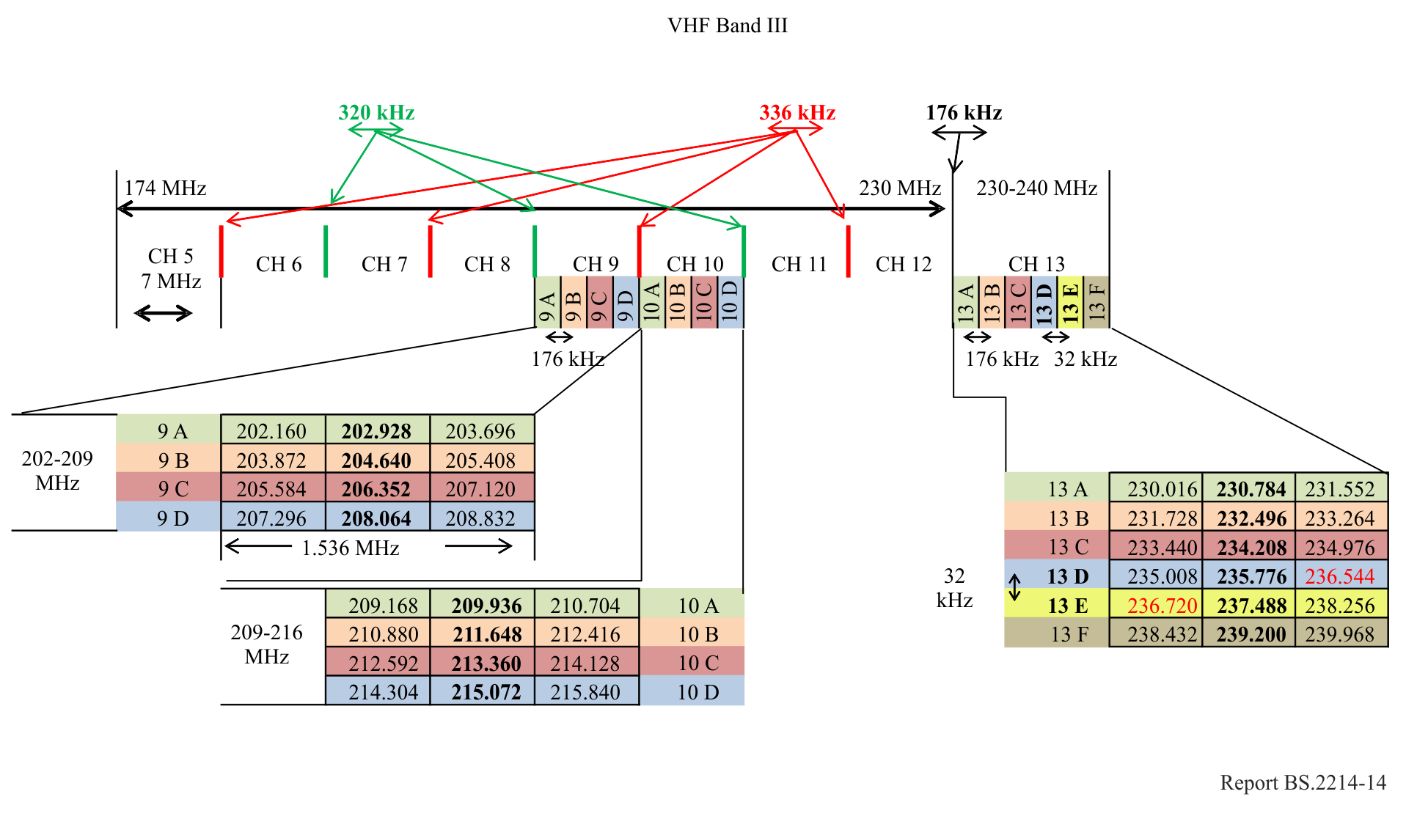 VHF Band III
320 kHz 336 kHz 176 kHz
174 MHz 230 MHz 230-240 MHz
CH 5
7 MHz
CH 6 CH 7 CH 8 CH 9 CH 10 CH 11 CH 12 CH 13
9 A 9 B 9 C 9 D 10 A 10 B 10 C 10 D 13 A 13 B 13 C 13 D 13 E 13 F
176 kHz 176 kHz 32 kHz
202-209
MHz
9 A 202.160 202.928 203.696
9 B 203.872 204.640 205.408
9 C 205.584 206.352 207.120
9 D 207.296 208.064 208.832
1.536 MHz
209-216
MHz
209.168 209.936 210.704 10 A
210.880 211.648 212.416 10 B
212.592 213.360 214.128 10 C
214.304 215.072 215.840 10 D
32
kHz
13 A 230.016 230.784 231.552
13 B 231.728 232.496 233.264
13 C 233.440 234.208 234.976
13 D 235.008 235.776 236.544
13 E 236.720 237.488 238.256
13 F 238.432 239.200 239.968
Report BS.2214-14